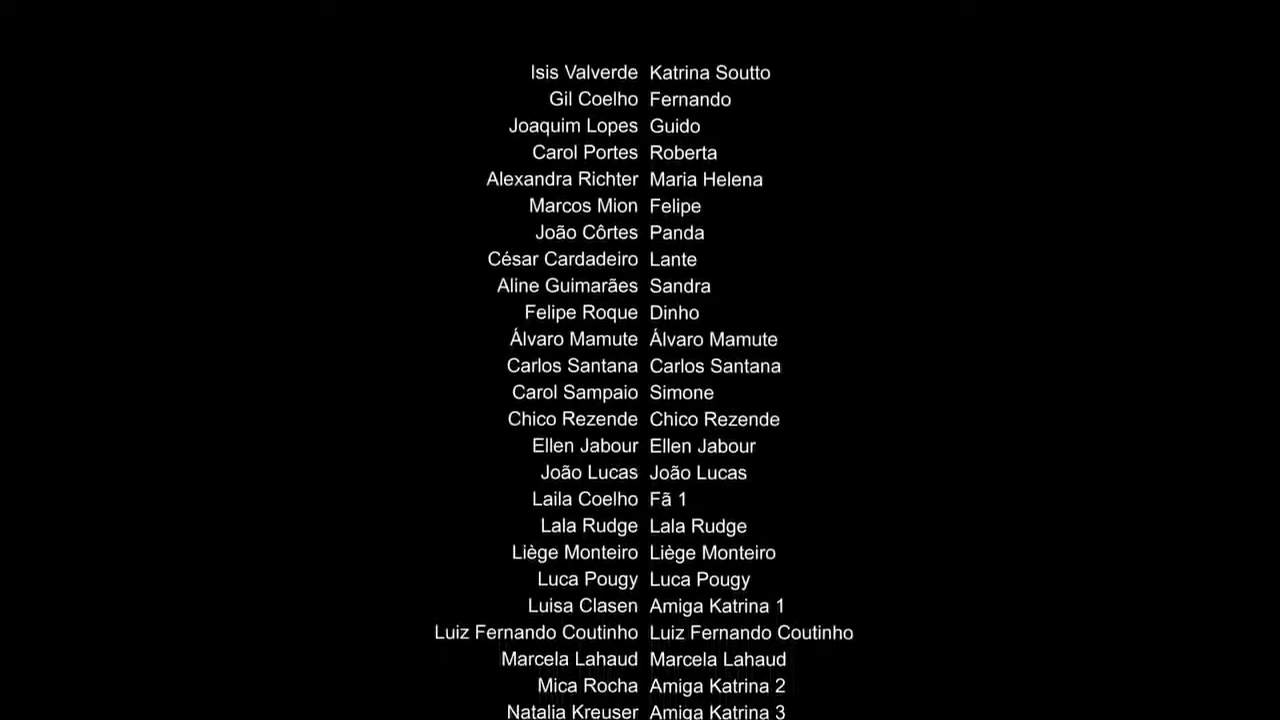 Isis Valverde Katrina Soutto
Gil Coelho Fernando
Joaquim Lopes Guido
Carol Portes Roberta
Alexandra Richter Maria Helena
Marcos Mion Felipe
João Côrtes Panda
César Cardadeiro Lante
Aline Guimarães Sandra
Felipe Roque Dinho
Álvaro Mamute Álvaro Mamute
Carlos Santana Carlos Santana
Carol Sampaio Simone
Chico Rezende Chico Rezende
Ellen Jabour Ellen Jabour
João Lucas João Lucas
Laila Coelho Fã 1
Lala Rudge Lala Rudge
Liège Monteiro Liège Monteiro
Luca Pougy Luca Pougy
Luisa Clasen Amiga Katrina 1
Luiz Fernando Coutinho Luiz Fernando Coutinho
Marcela Lahaud Marcela Lahaud
Mica Rocha Amiga Katrina 2
Natalia Kreuser Amiga Katrina 3